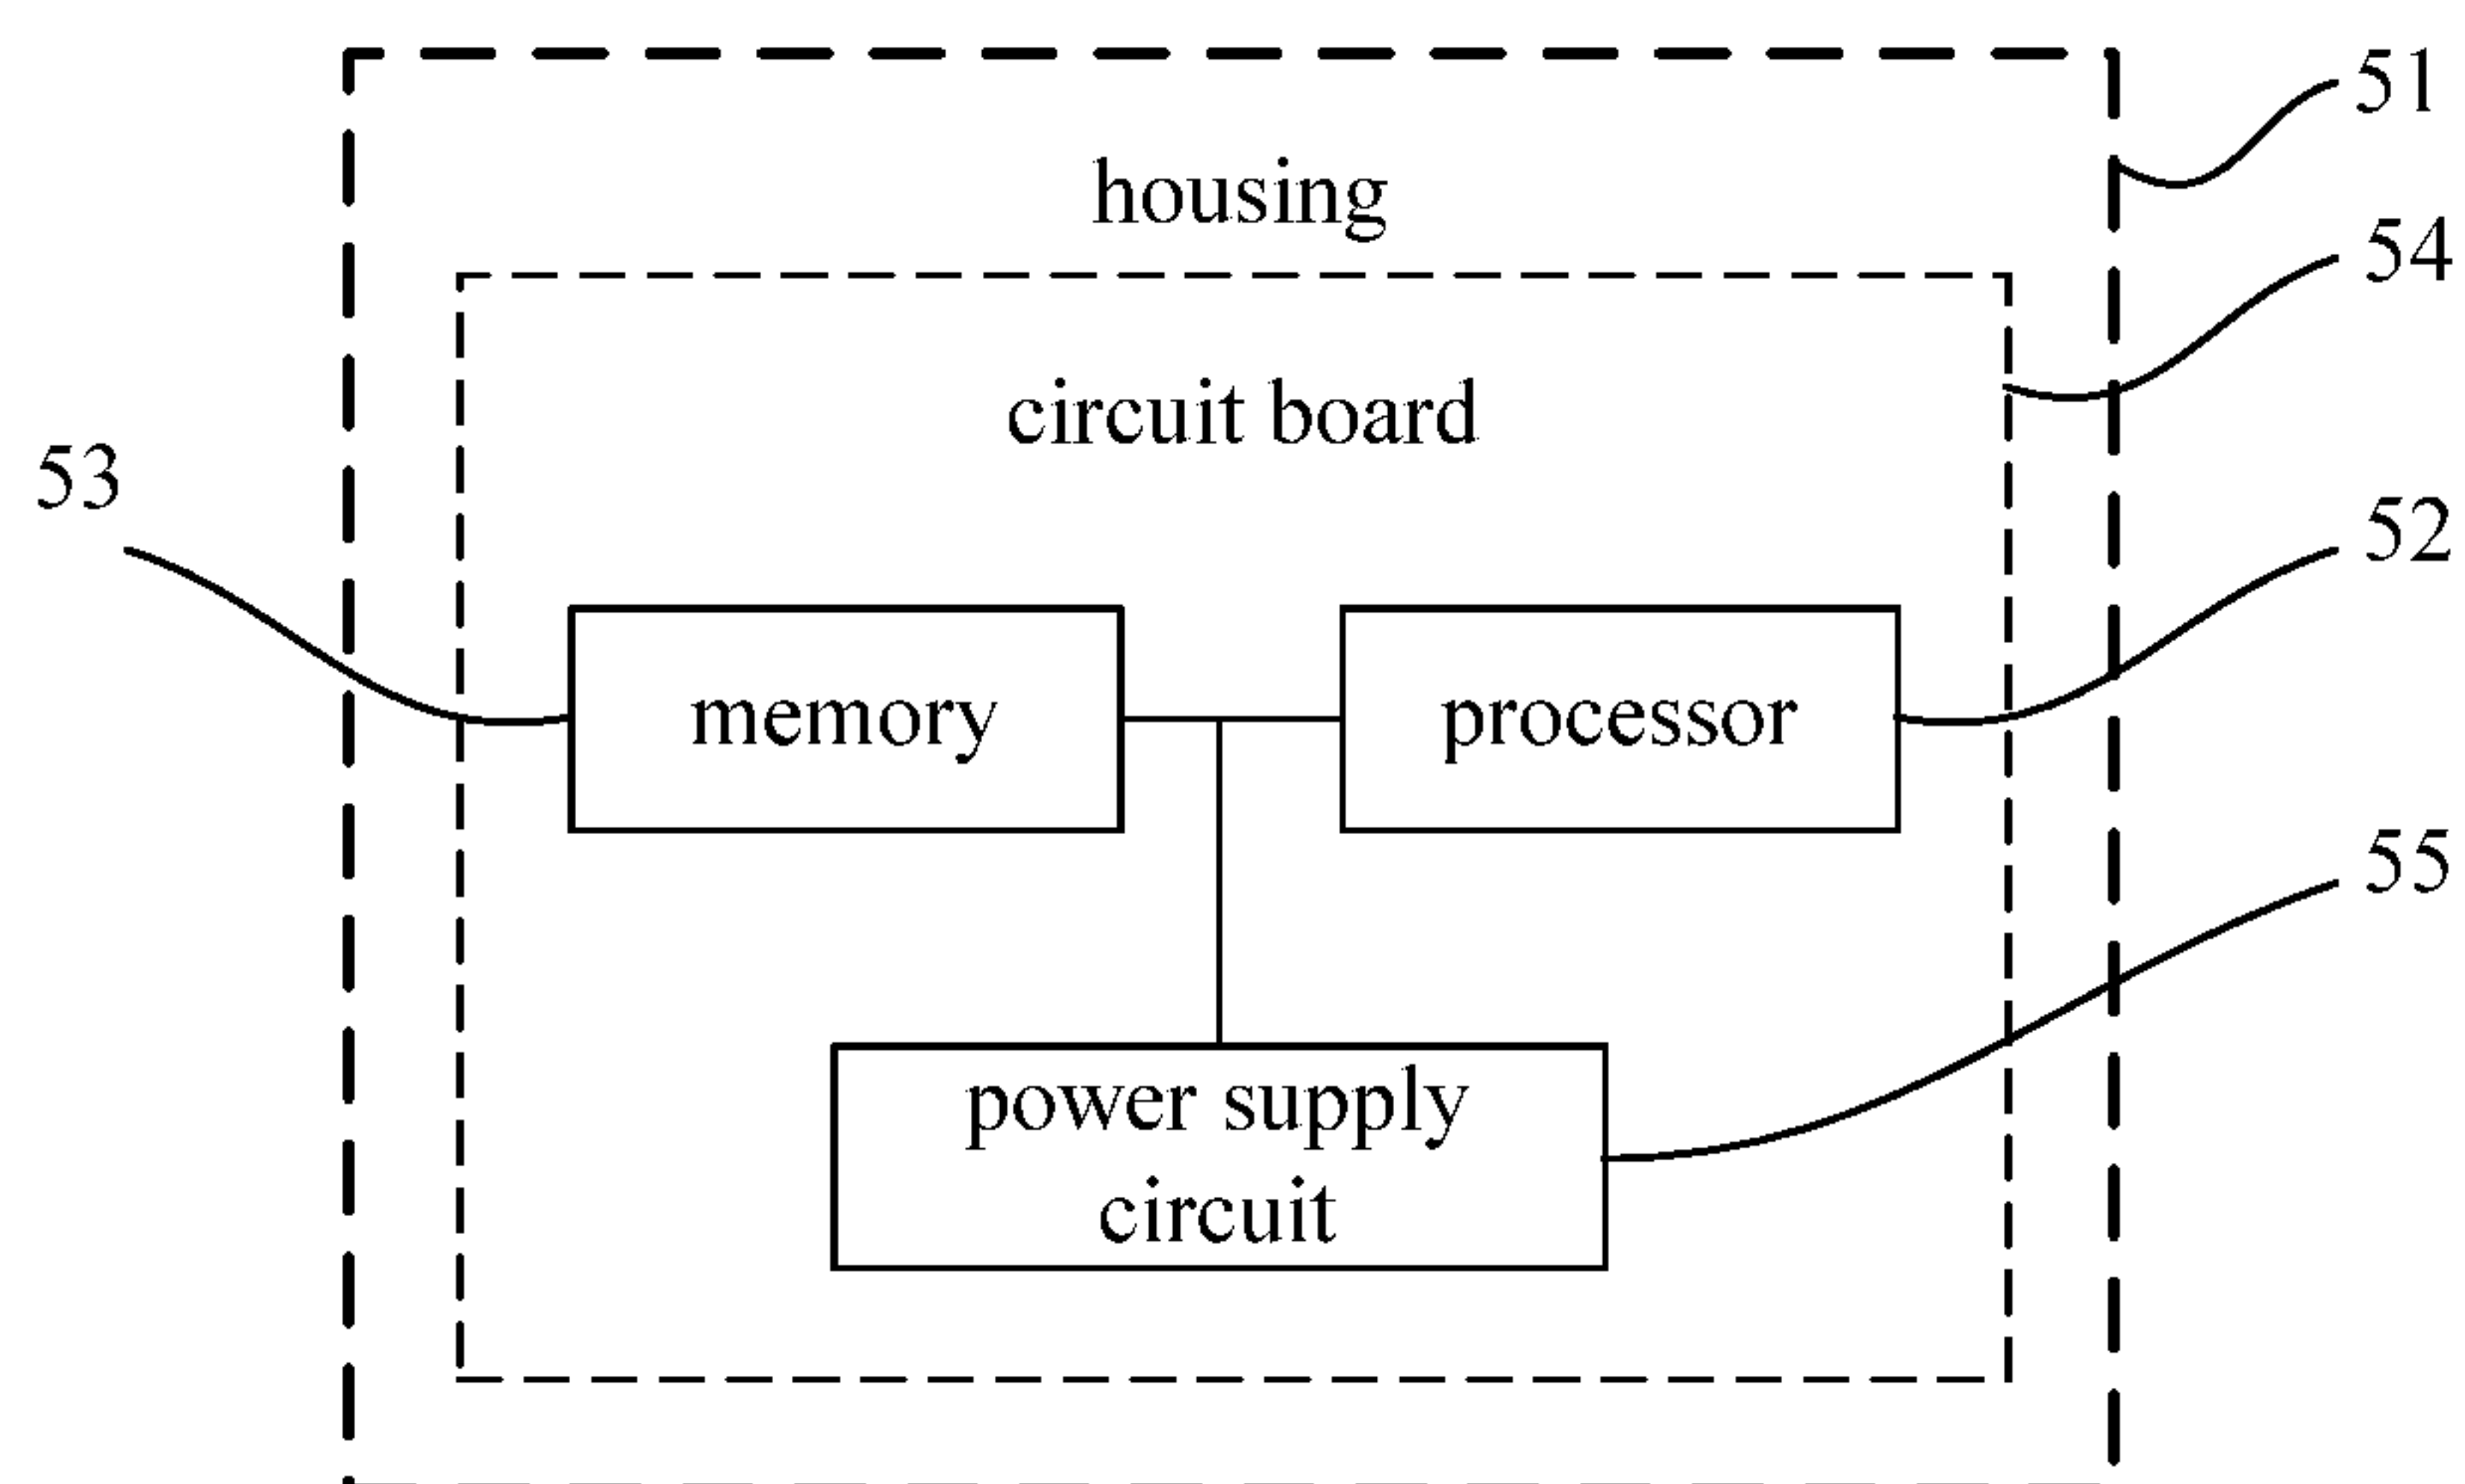 51
housing
54
circuit board
53
52
memory
processor
55
power supply
circuit